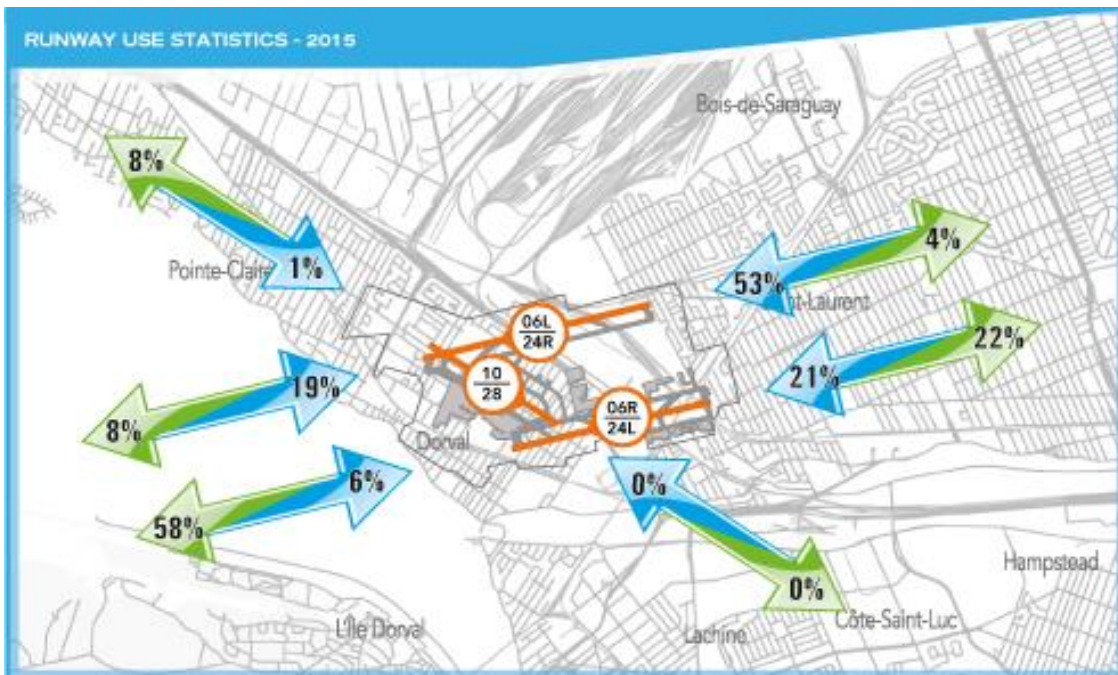 RUNWAY USE STATISTICS - 2015
Bois-de-Saraguay
8%
4%
Pointe-Claire
1%
53%
nt-Laurent
06L
24R
22%
10
28
19%
21%
06R
24L
8%
Dorval
6%
0%
58%
Hampstead
0%
L'Île Dorval
Lachine
Côte-Saint-Luc